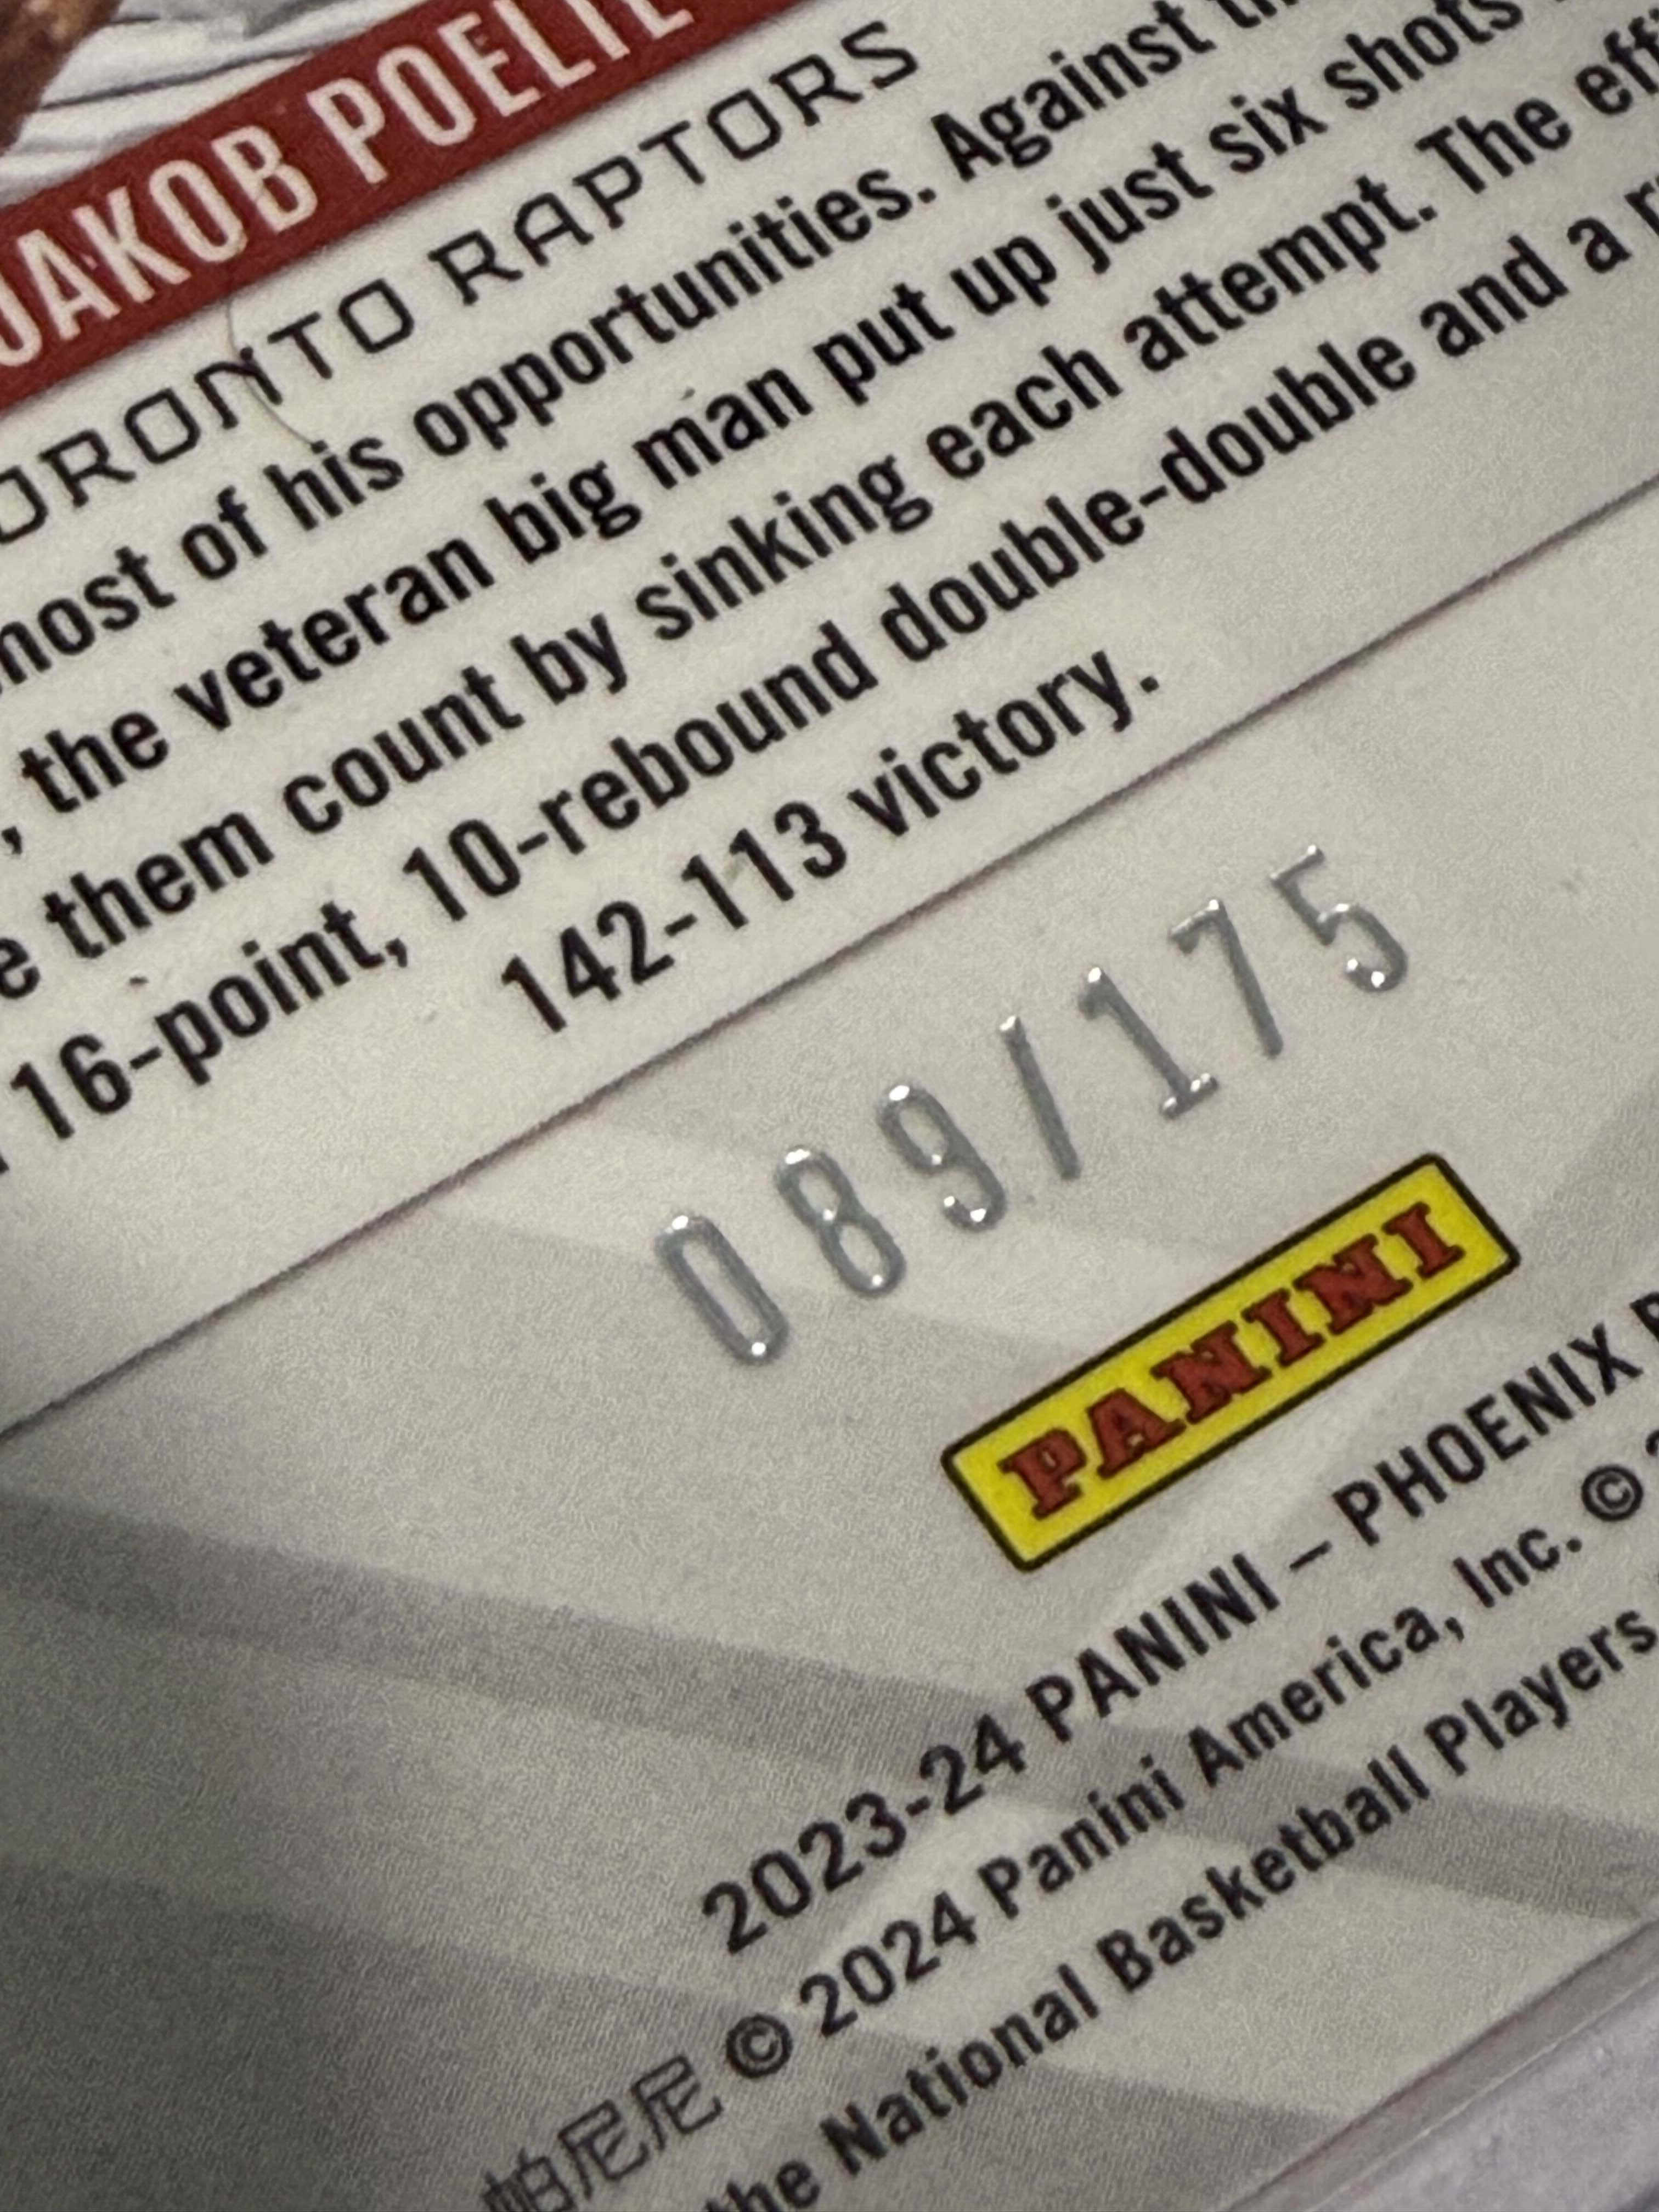 JAKOB POELTL
TORONTO RAPTORS
most of his opportunities. Against
, the veteran big man put up just six shots
them count by sinking each attempt. The
16-point, 10-rebound double-double and a
142-113 victory.
089/175
PANINI
2023-24 PANINI – PHOENIX
帕尼尼 © 2024 Panini America, Inc. ©
the National Basketball Players